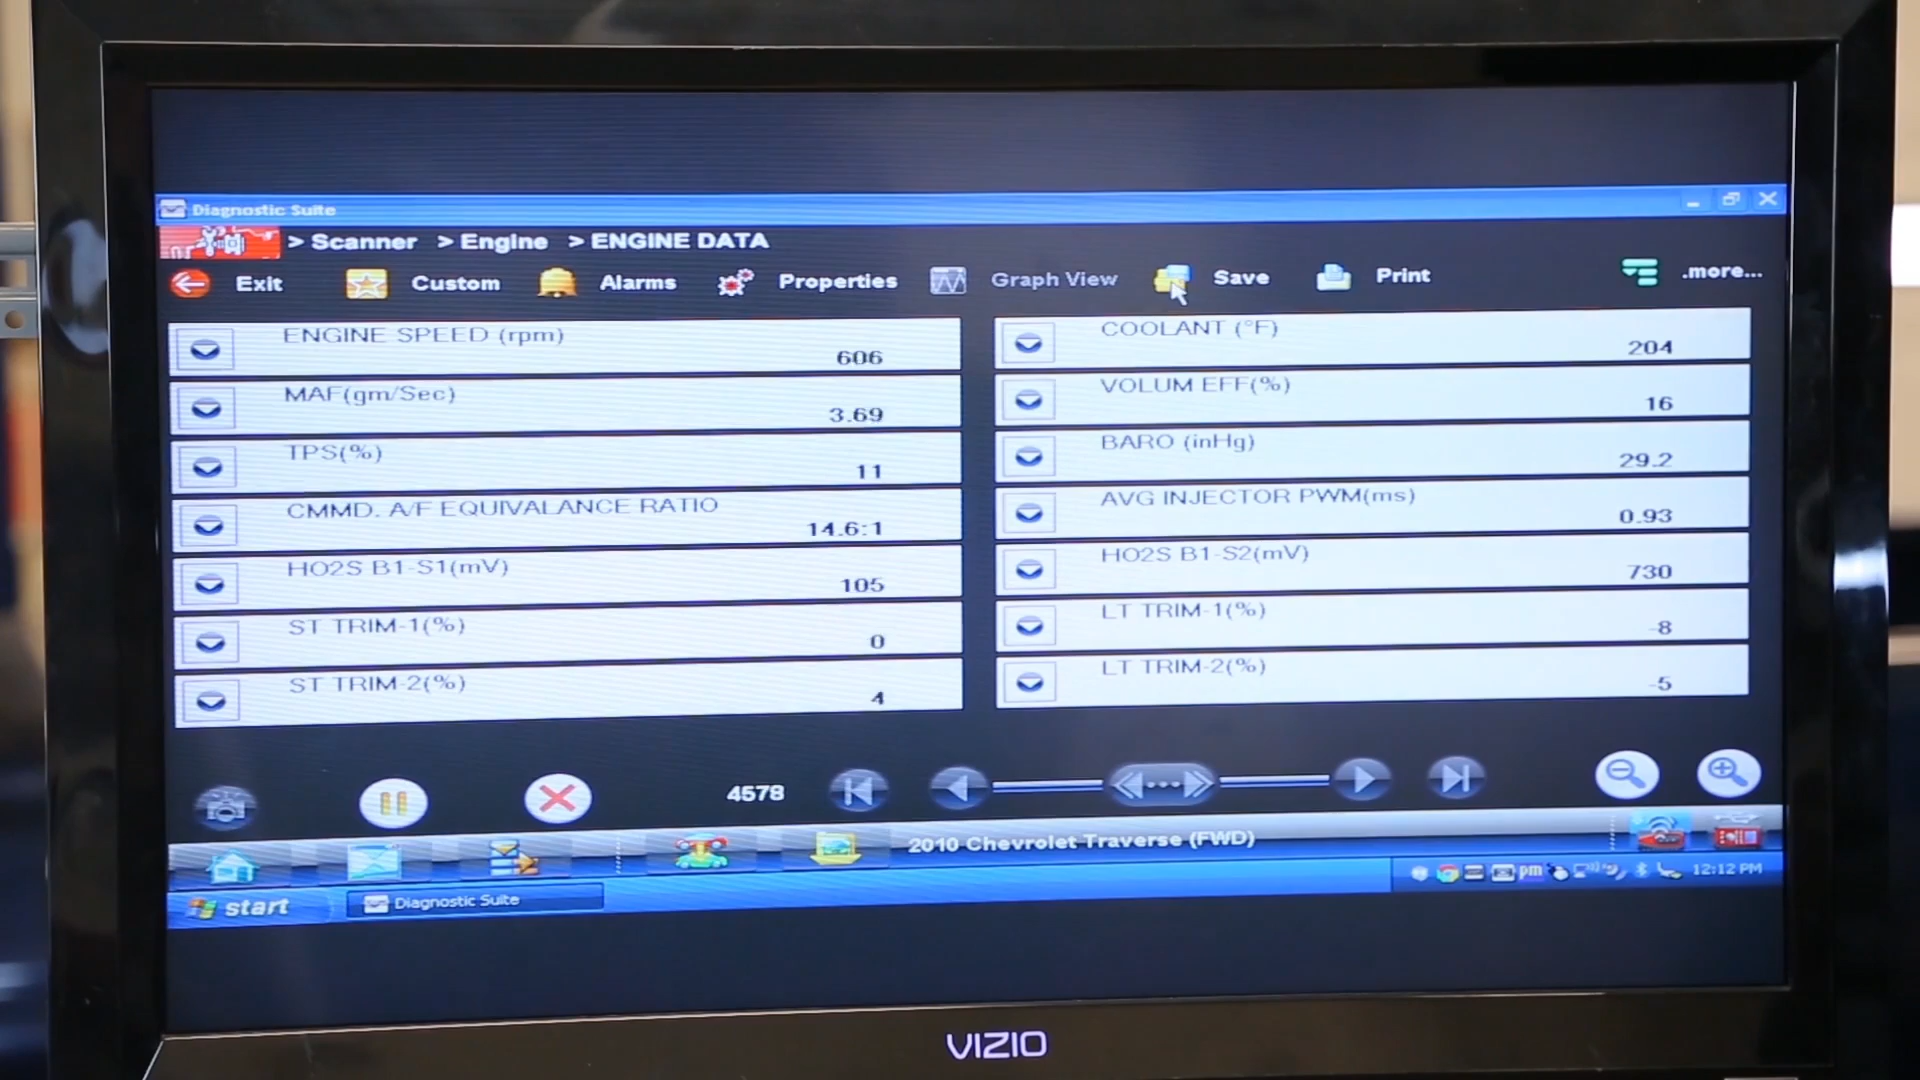 Diagnostic Suite
> Scanner > Engine > ENGINE DATA
Exit Custom Alarms Properties Graph View Save Print .more...
ENGINE SPEED (rpm) 606
COOLANT (°F) 204
MAF(gm/Sec) 3.69
VOLUM EFF(%) 16
TPS(%) 11
BARO (inHg) 29.2
CMMD. A/F EQUIVALANCE RATIO 14.6:1
AVG INJECTOR PWM(ms) 0.93
HO2S B1-S1(mV) 105
HO2S B1-S2(mV) 730
ST TRIM-1(%) 0
LT TRIM-1(%) -8
ST TRIM-2(%) 4
LT TRIM-2(%) -5
4578
2010 Chevrolet Traverse (FWD)
start Diagnostic Suite pm 12:12 PM
VIZIO